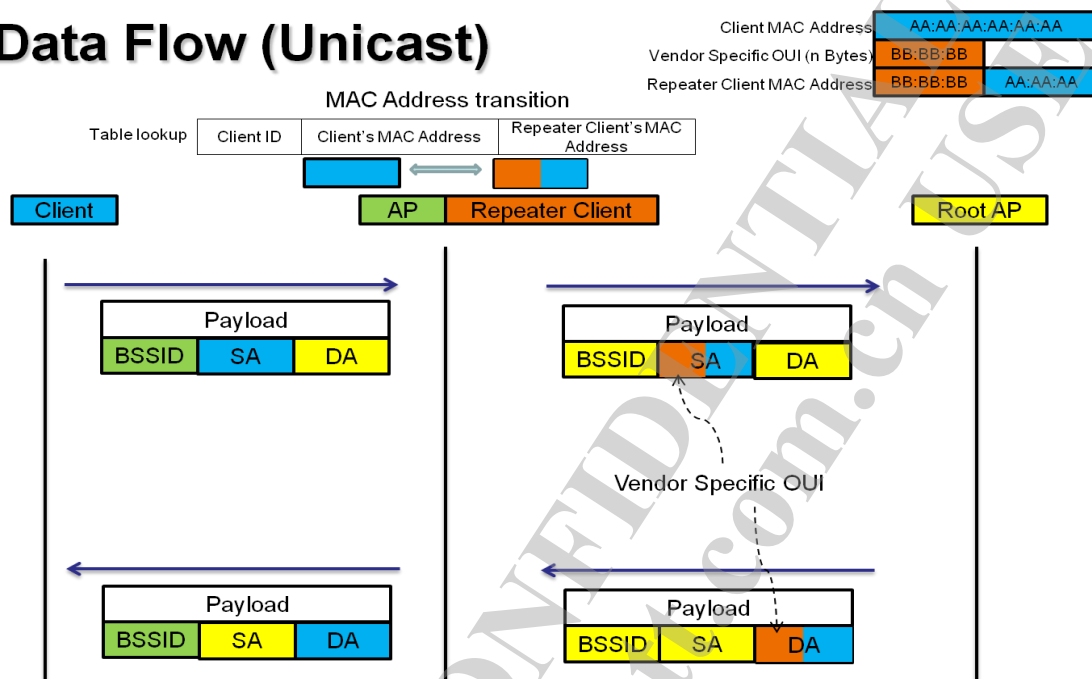 Data Flow (Unicast)
Client MAC Address AA:AA:AA:AA:AA:AA
Vendor Specific OUI (n Bytes) BB:BB:BB
Repeater Client MAC Address BB:BB:BB AA:AA:AA
MAC Address transition
Table lookup Client ID Client's MAC Address Repeater Client's MAC
Address
Client AP Repeater Client Root AP
Payload Payload
BSSID SA DA BSSID SA DA
Vendor Specific OUI
Payload Payload
BSSID SA DA BSSID SA DA